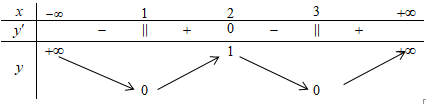 x −∞ 1 2 3 +∞
y′ − || + 0 − || +
+∞ 1 +∞
y
0 0